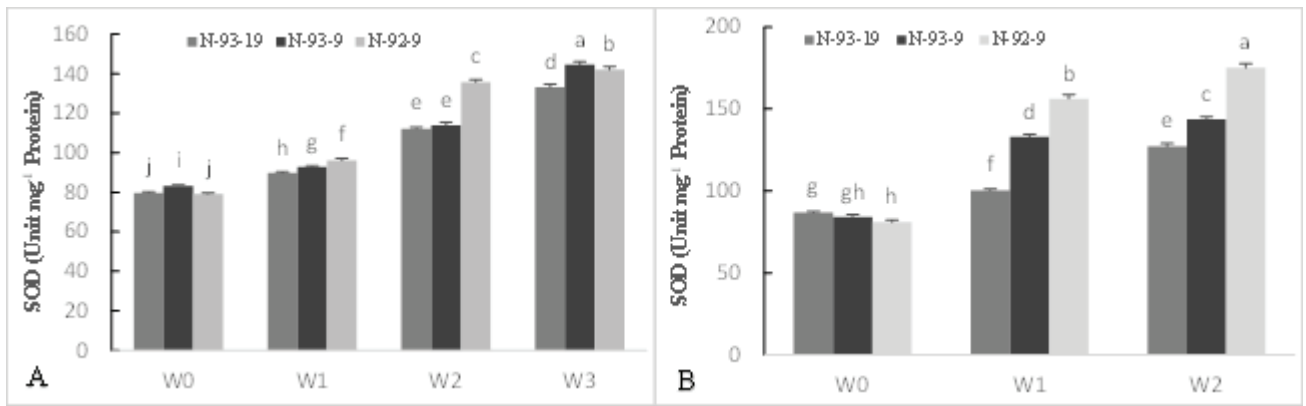 SOD (Unit mg⁻¹ Protein)
160
140
120
100
80
60
40
20
0
N-93-19 N-93-9 N-92-9
j i j
h g f
e e c
d a b
W0 W1 W2 W3
A
SOD (Unit mg⁻¹ Protein)
200
150
100
50
0
N-93-19 N-93-9 N-92-9
g gh h
f d b
e c a
W0 W1 W2
B